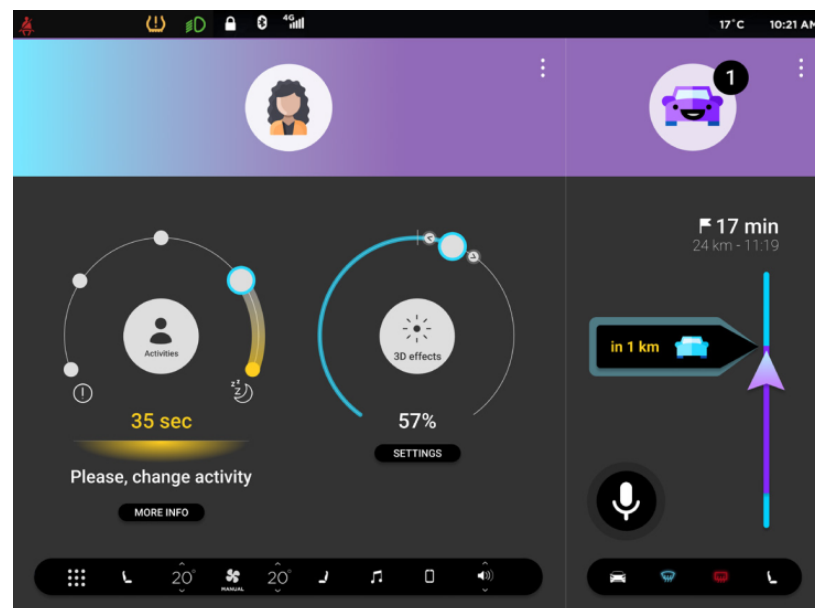 4G
17°C 10:21 AM
1
17 min
24 km - 11:19
Activities
3D effects
in 1 km
zz
z
35 sec
57%
SETTINGS
Please, change activity
MORE INFO
20°
MANUAL
20°